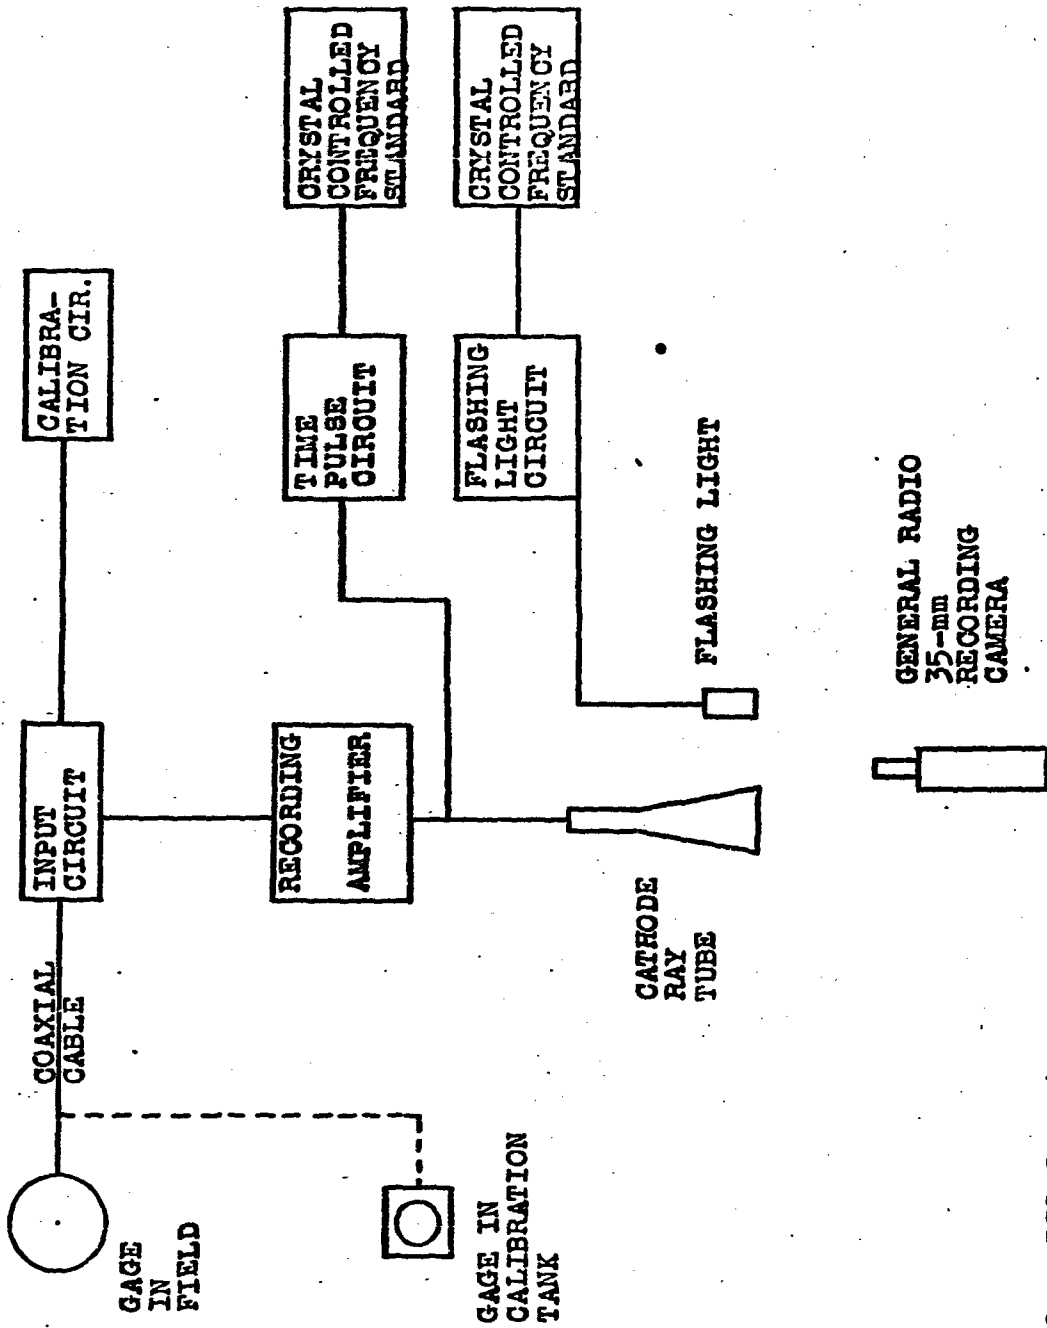 GAGE
IN
FIELD
COAXIAL
CABLE
INPUT
CIRCUIT
CALIBRA-
TION CIR.
GAGE IN
CALIBRATION
TANK
RECORDING
AMPLIFIER
TIME
PULSE
CIRCUIT
CRYSTAL
CONTROLLED
FREQUENCY
STANDARD
FLASHING
LIGHT
CIRCUIT
CRYSTAL
CONTROLLED
FREQUENCY
STANDARD
CATHODE
RAY
TUBE
FLASHING LIGHT
GENERAL RADIO
35-mm
RECORDING
CAMERA